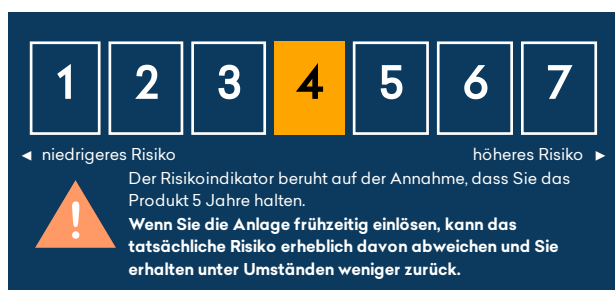 1 2 3 4 5 6 7
◄ niedrigeres Risiko höheres Risiko ►
Der Risikoindikator beruht auf der Annahme, dass Sie das
Produkt 5 Jahre halten.
Wenn Sie die Anlage frühzeitig einlösen, kann das
tatsächliche Risiko erheblich davon abweichen und Sie
erhalten unter Umständen weniger zurück.